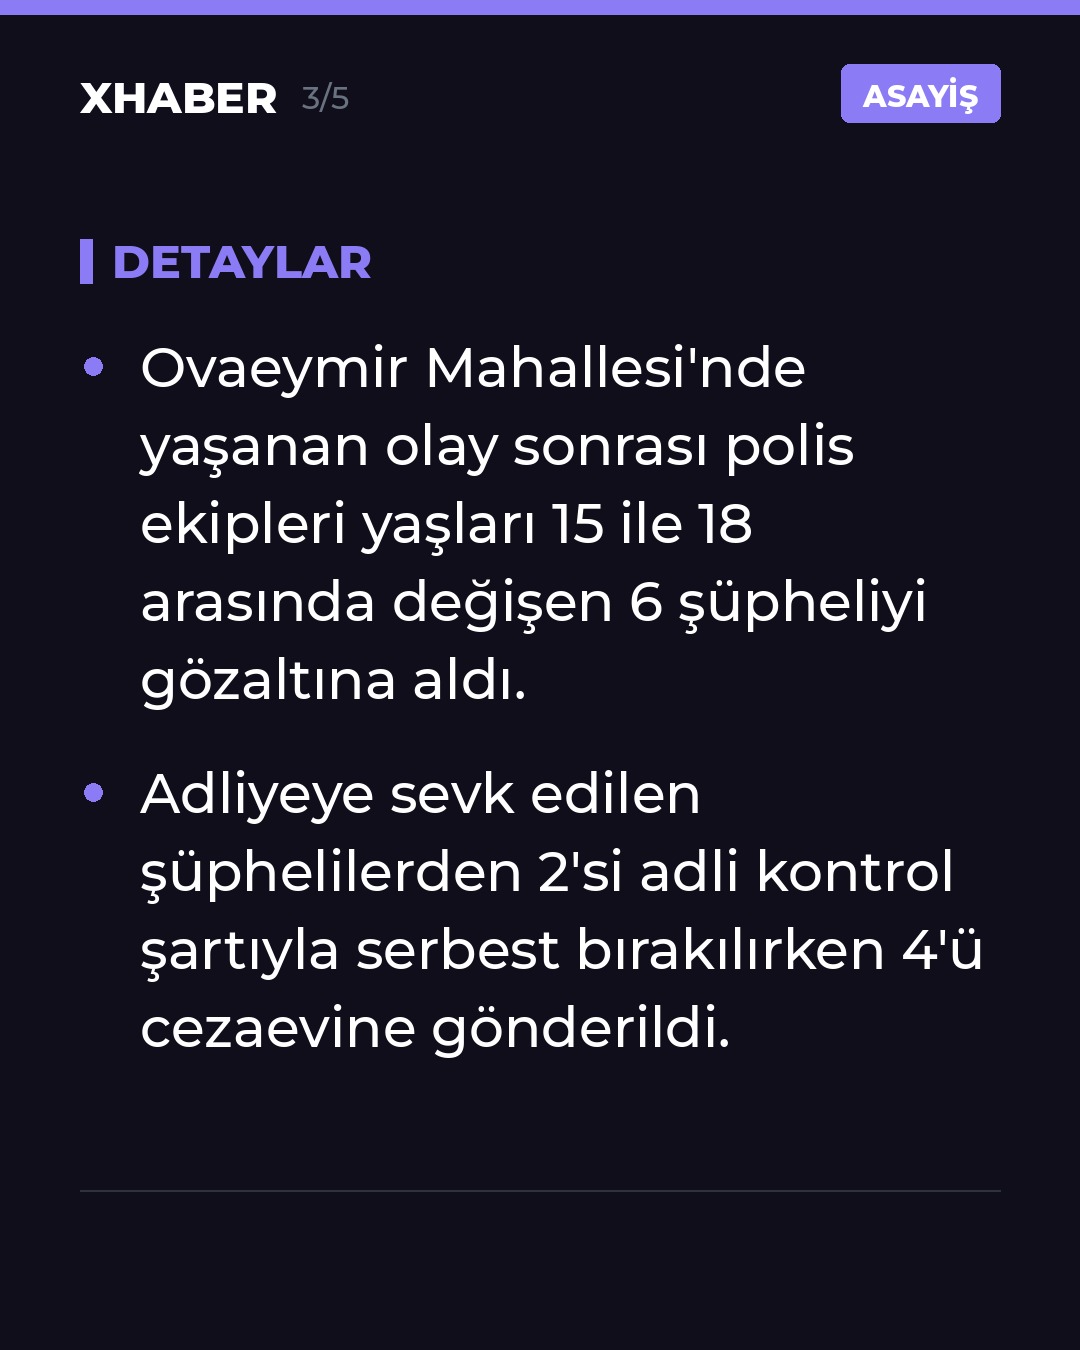 XHABER 3/5
ASAYİŞ
DETAYLAR
• Ovaeymir Mahallesi'nde
yaşanan olay sonrası polis
ekipleri yaşları 15 ile 18
arasında değişen 6 şüpheliyi
gözaltına aldı.
• Adliyeye sevk edilen
şüphelilerden 2'si adli kontrol
şartıyla serbest bırakılırken 4'ü
cezaevine gönderildi.